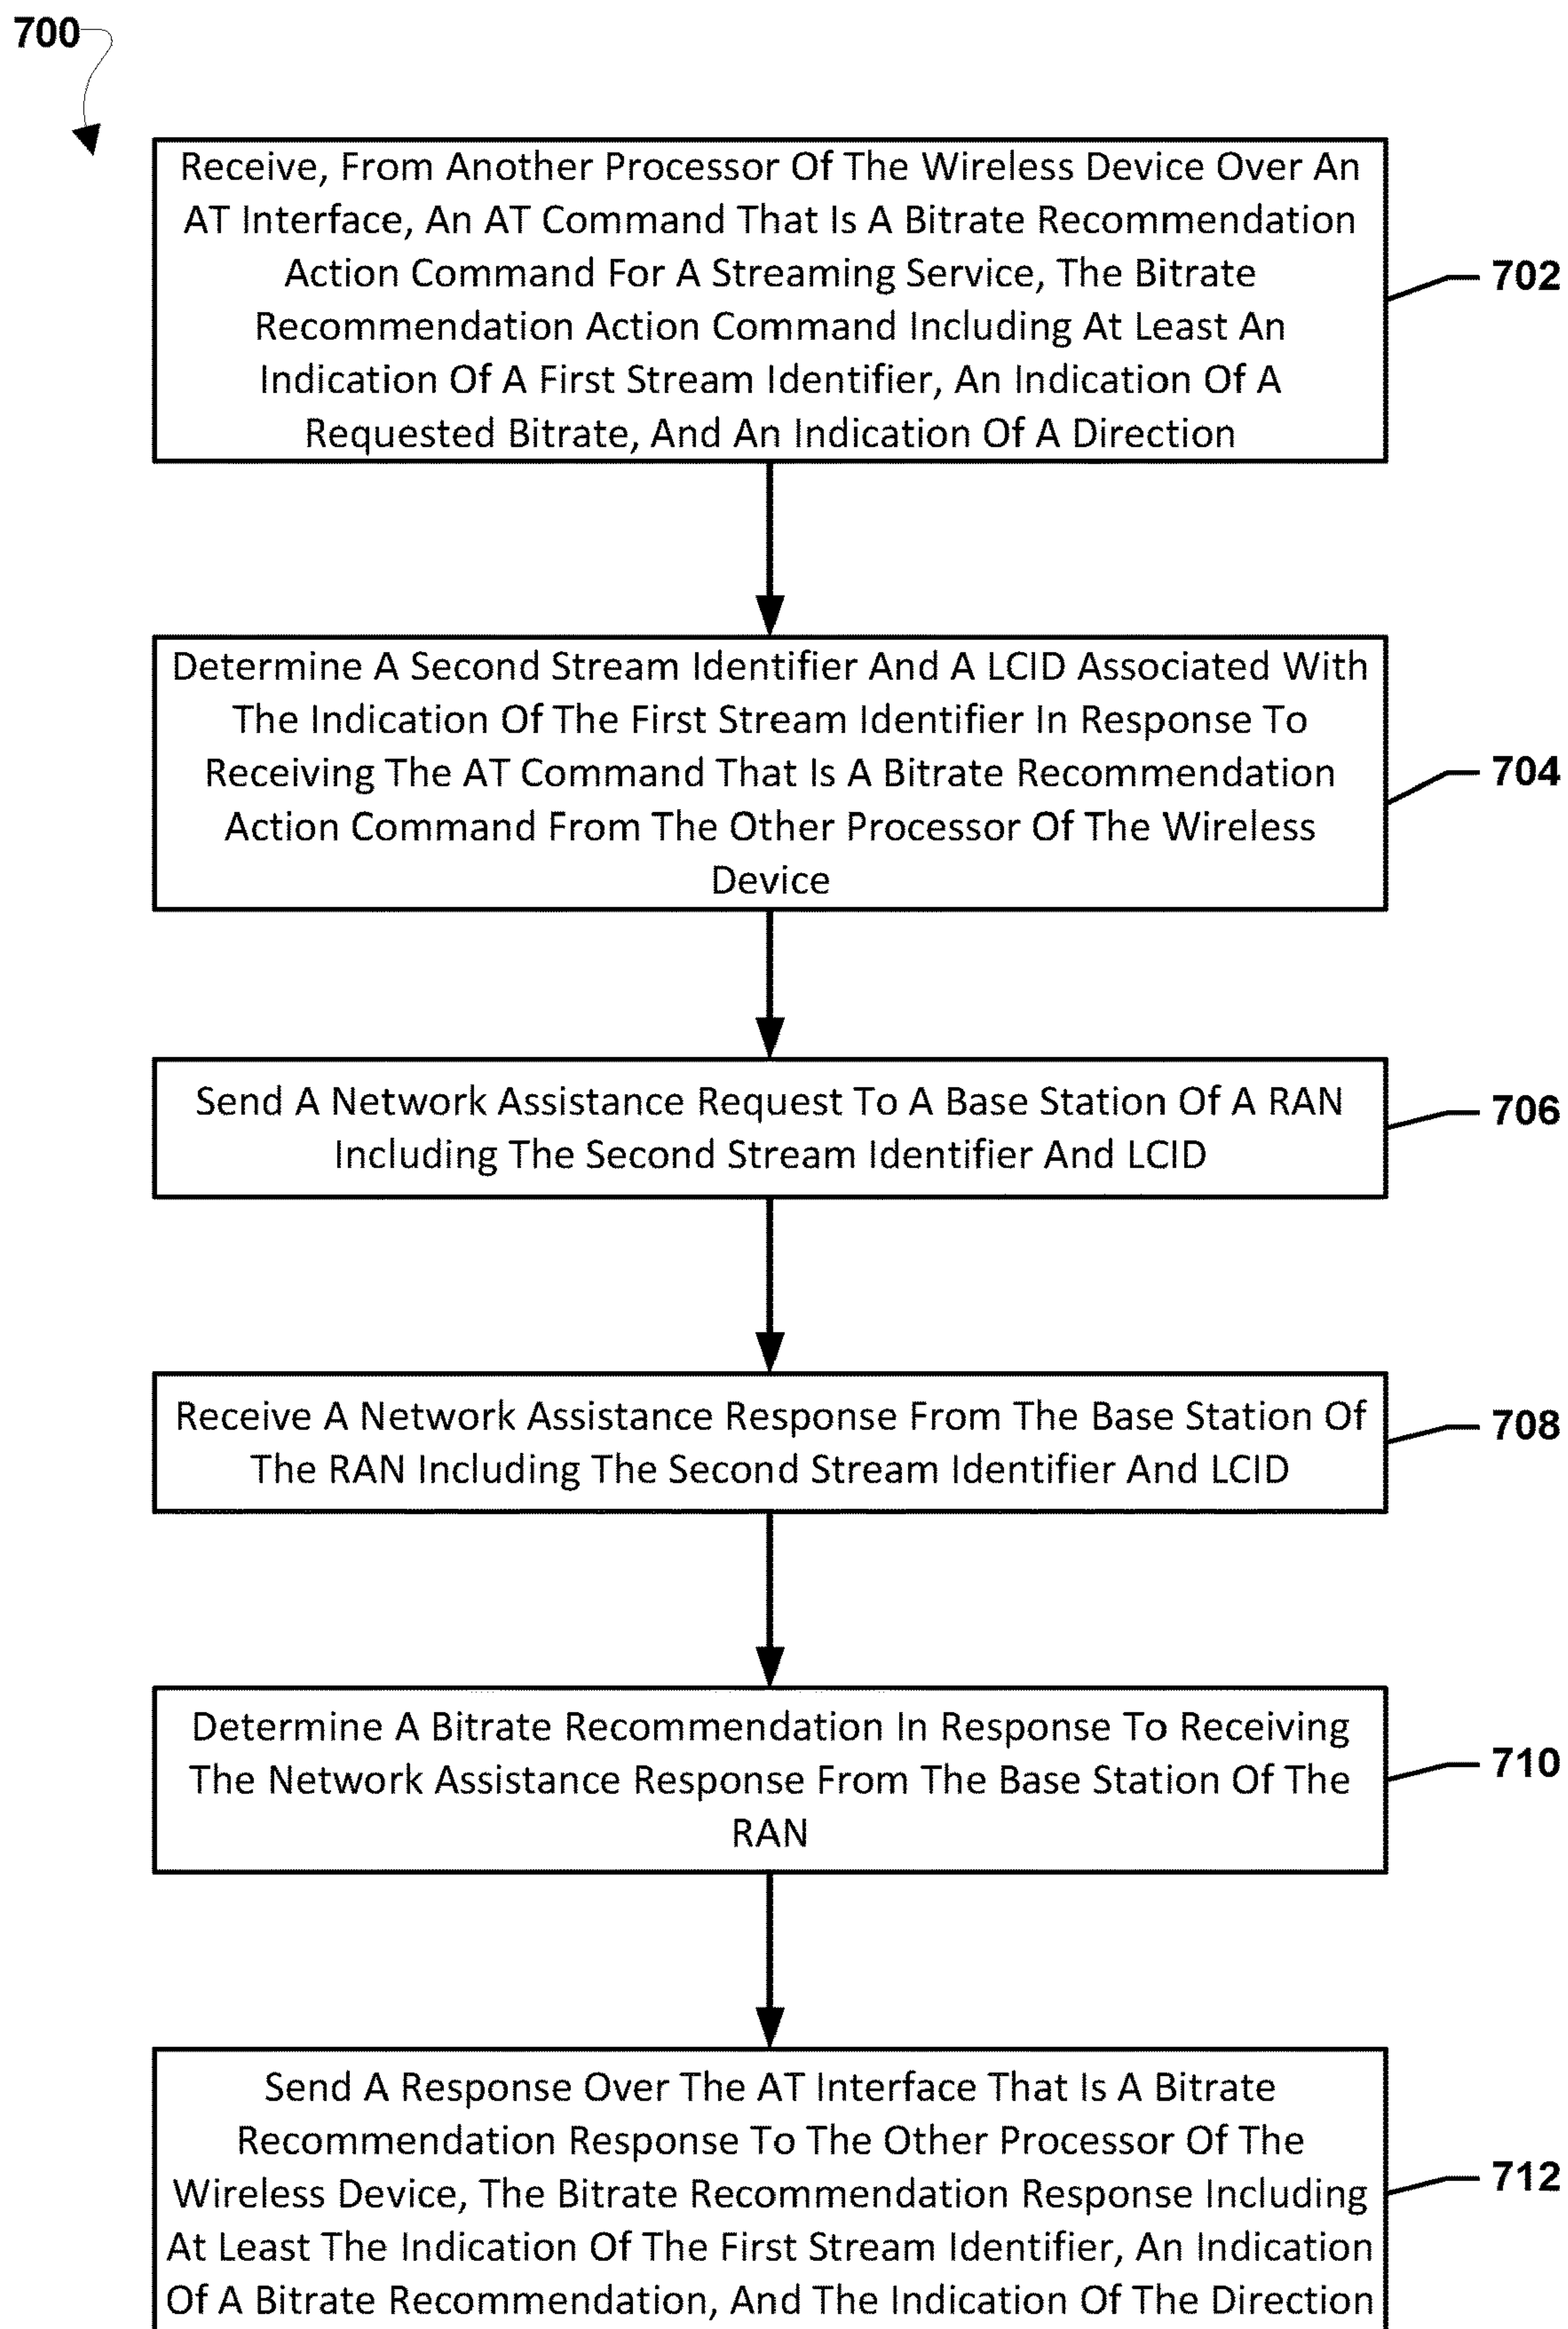 700
Receive, From Another Processor Of The Wireless Device Over An
AT Interface, An AT Command That Is A Bitrate Recommendation
Action Command For A Streaming Service, The Bitrate
Recommendation Action Command Including At Least An
Indication Of A First Stream Identifier, An Indication Of A
Requested Bitrate, And An Indication Of A Direction
702
Determine A Second Stream Identifier And A LCID Associated With
The Indication Of The First Stream Identifier In Response To
Receiving The AT Command That Is A Bitrate Recommendation
Action Command From The Other Processor Of The Wireless
Device
704
Send A Network Assistance Request To A Base Station Of A RAN
Including The Second Stream Identifier And LCID
706
Receive A Network Assistance Response From The Base Station Of
The RAN Including The Second Stream Identifier And LCID
708
Determine A Bitrate Recommendation In Response To Receiving
The Network Assistance Response From The Base Station Of The
RAN
710
Send A Response Over The AT Interface That Is A Bitrate
Recommendation Response To The Other Processor Of The
Wireless Device, The Bitrate Recommendation Response Including
At Least The Indication Of The First Stream Identifier, An Indication
Of A Bitrate Recommendation, And The Indication Of The Direction
712